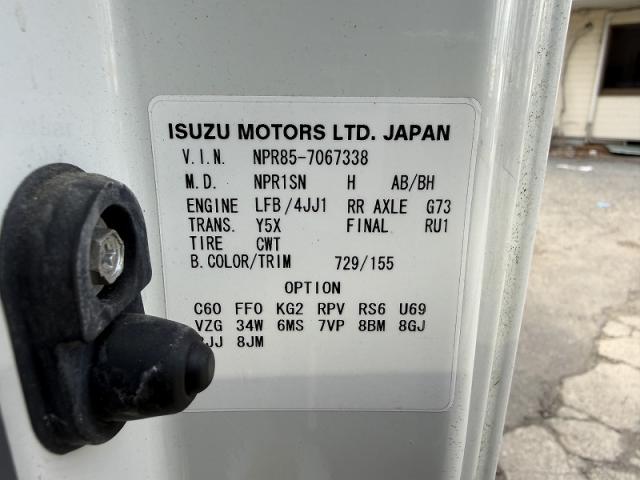 ISUZU MOTORS LTD. JAPAN
V.I.N. NPR85-7067338
M.D. NPR1SN H AB/BH
ENGINE LFB/4JJ1 RR AXLE G73
TRANS. Y5X FINAL RU1
TIRE CWT
B.COLOR/TRIM 729/155
OPTION
C60 FF0 KG2 RPV RS6 U69
VZG 34W 6MS 7VP 8BM 8GJ
8JM